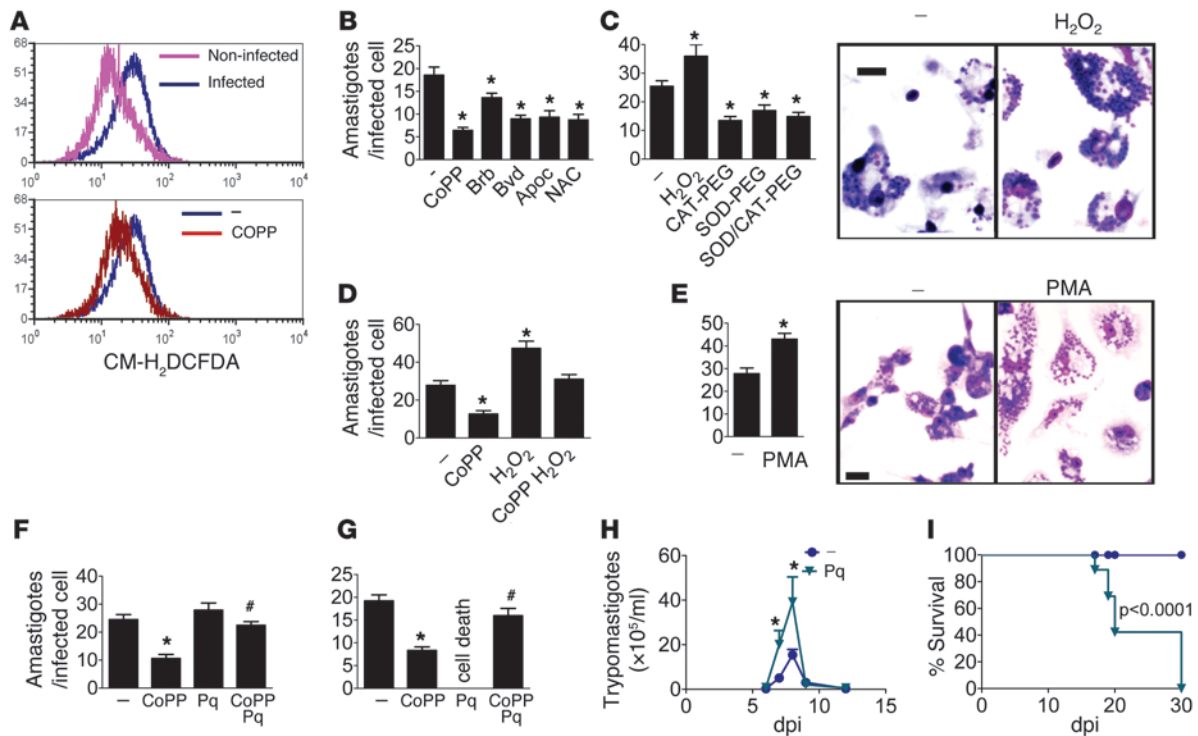 A
68
51
34
17
0
Non-infected
Infected
10⁰ 10¹ 10² 10³ 10⁴
68
51
34
17
0
–
COPP
10⁰ 10¹ 10² 10³ 10⁴
CM-H₂DCFDA
B
Amastigotes
/infected cell
25
20
15
10
5
0
* * * * *
- CoPP Brb Bvd Apoc NAC
C
40
30
20
10
0
* * * *
– H₂O₂ CAT-PEG SOD-PEG SOD/CAT-PEG
– H₂O₂
D
Amastigotes
/infected cell
60
40
20
0
* *
– CoPP H₂O₂ CoPP H₂O₂
E
50
40
30
20
30
0
*
– PMA
– PMA
F
Amastigotes
/infected cell
40
30
20
10
0
* #
– CoPP Pq CoPP
Pq
G
25
20
15
10
5
0
* cell death #
– CoPP Pq CoPP
Pq
H
Trypomastigotes
(×10⁵/ml)
60
40
20
0
–
Pq
* *
0 5 10 15
dpi
I
% Survival
100
80
60
40
20
0
p<0.0001
0 10 20 30
dpi